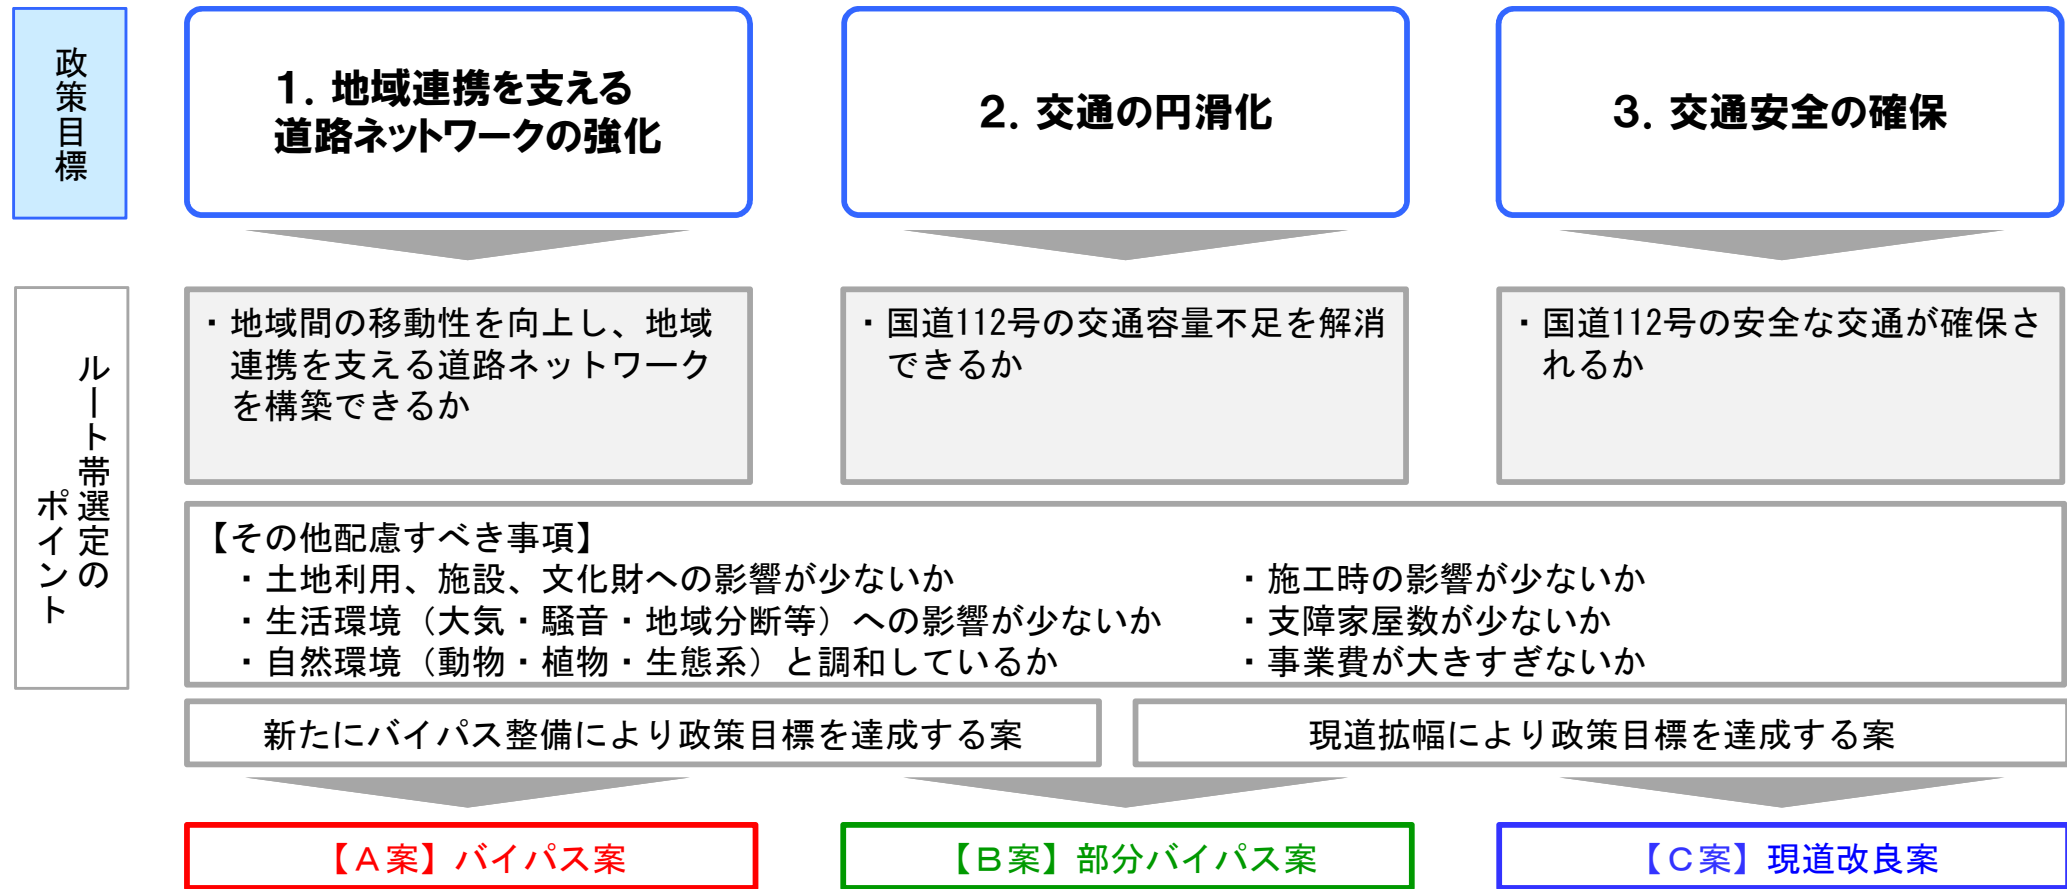 政策目標
1. 地域連携を支える
道路ネットワークの強化
2. 交通の円滑化
3. 交通安全の確保
ルート帯選定の
ポイント
・地域間の移動性を向上し、地域
連携を支える道路ネットワーク
を構築できるか
・国道112号の交通容量不足を解消
できるか
・国道112号の安全な交通が確保さ
れるか
【その他配慮すべき事項】
・土地利用、施設、文化財への影響が少ないか
・生活環境（大気・騒音・地域分断等）への影響が少ないか
・自然環境（動物・植物・生態系）と調和しているか
・施工時の影響が少ないか
・支障家屋数が少ないか
・事業費が大きすぎないか
新たにバイパス整備により政策目標を達成する案
現道拡幅により政策目標を達成する案
【Ａ案】バイパス案
【Ｂ案】部分バイパス案
【Ｃ案】現道改良案